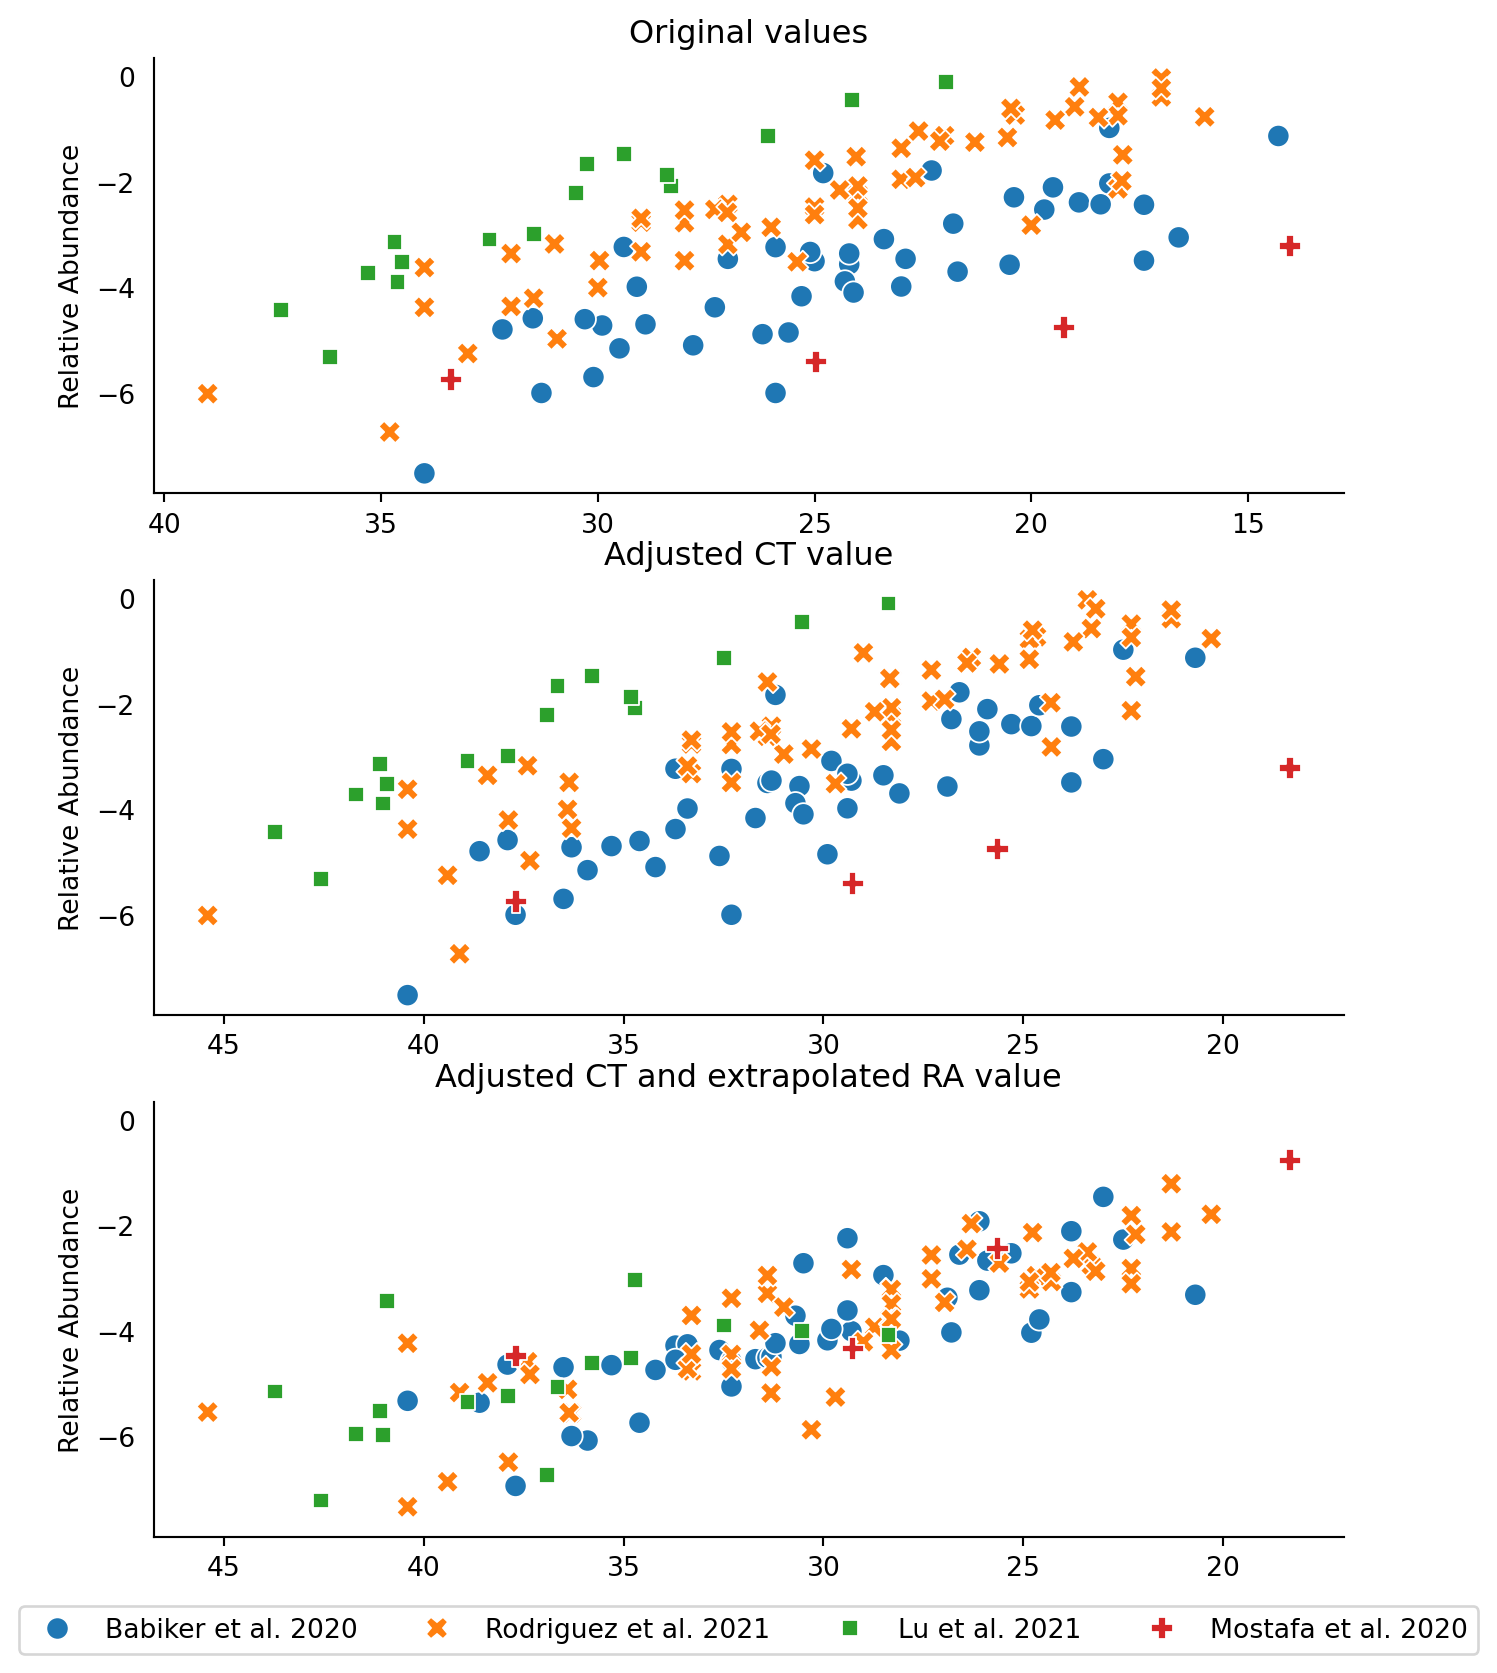 Original values
0
−2
−4
−6
Relative Abundance
40 35 30 25 20 15
Adjusted CT value
0
−2
−4
−6
Relative Abundance
45 40 35 30 25 20
Adjusted CT and extrapolated RA value
0
−2
−4
−6
Relative Abundance
45 40 35 30 25 20
Babiker et al. 2020 Rodriguez et al. 2021 Lu et al. 2021 Mostafa et al. 2020